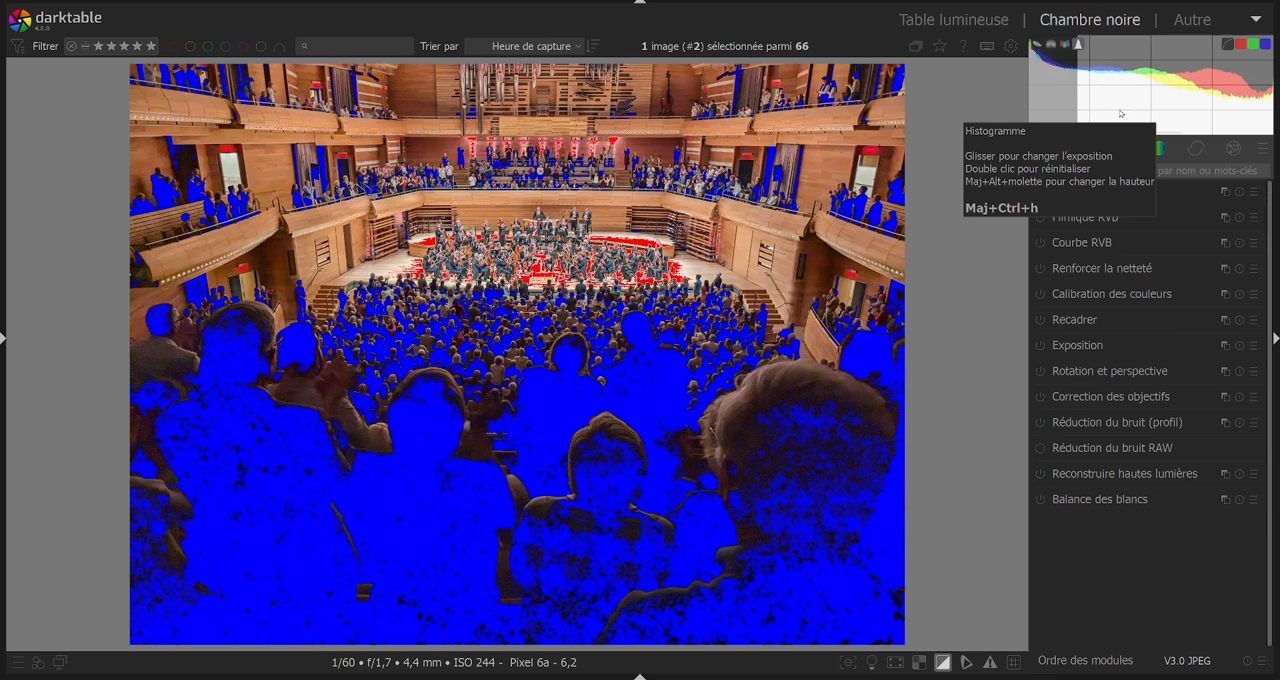 darktable
4.8.0
Table lumineuse | Chambre noire | Autre
Filtrer
Trier par
Heure de capture
1 image (#2) sélectionnée parmi 66
Histogramme
Glisser pour changer l'exposition
Double clic pour réinitialiser
Maj+Alt+molette pour changer la hauteur
Maj+Ctrl+h
par nom ou mots-clés
Filmique RVB
Courbe RVB
Renforcer la netteté
Calibration des couleurs
Recadrer
Exposition
Rotation et perspective
Correction des objectifs
Réduction du bruit (profil)
Réduction du bruit RAW
Reconstruire hautes lumières
Balance des blancs
1/60 • f/1,7 • 4,4 mm • ISO 244 - Pixel 6a - 6,2
Ordre des modules
V3.0 JPEG